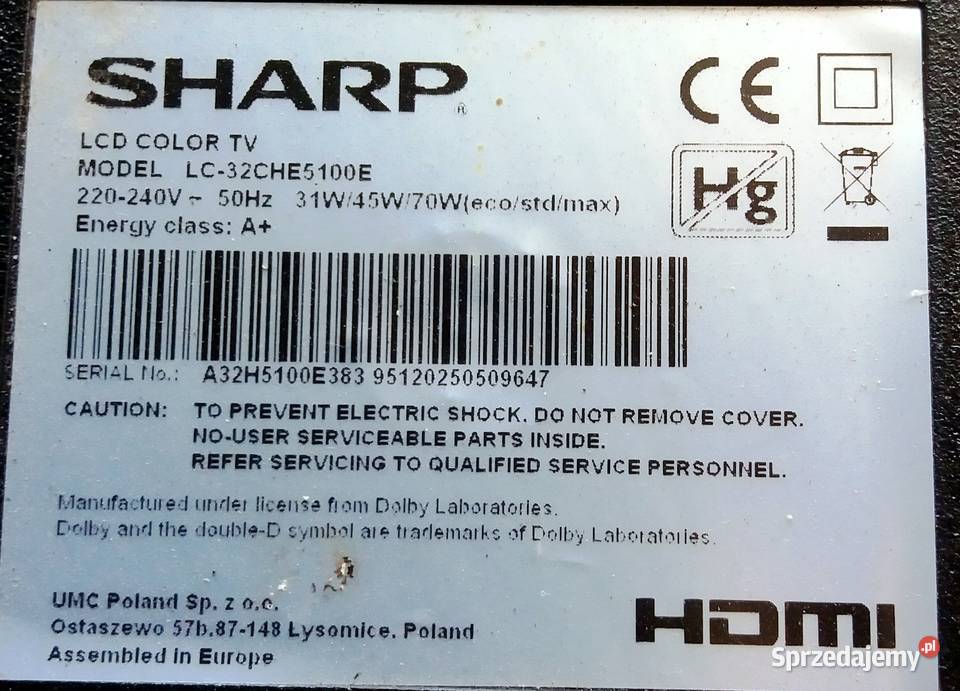 SHARP®
CE
LCD COLOR TV
MODEL LC-32CHE5100E
220-240V ~ 50Hz 31W/45W/70W(eco/std/max)
Energy class: A+
Hg
SERIAL No.: A32H5100E383 95120250509647
CAUTION: TO PREVENT ELECTRIC SHOCK. DO NOT REMOVE COVER.
NO-USER SERVICEABLE PARTS INSIDE.
REFER SERVICING TO QUALIFIED SERVICE PERSONNEL.
Manufactured under license from Dolby Laboratories.
Dolby and the double-D symbol are trademarks of Dolby Laboratories.
UMC Poland Sp. z o.o.
Ostaszewo 57b,87-148 Łysomice, Poland
Assembled in Europe
HDMI
Sprzedajemy.pl